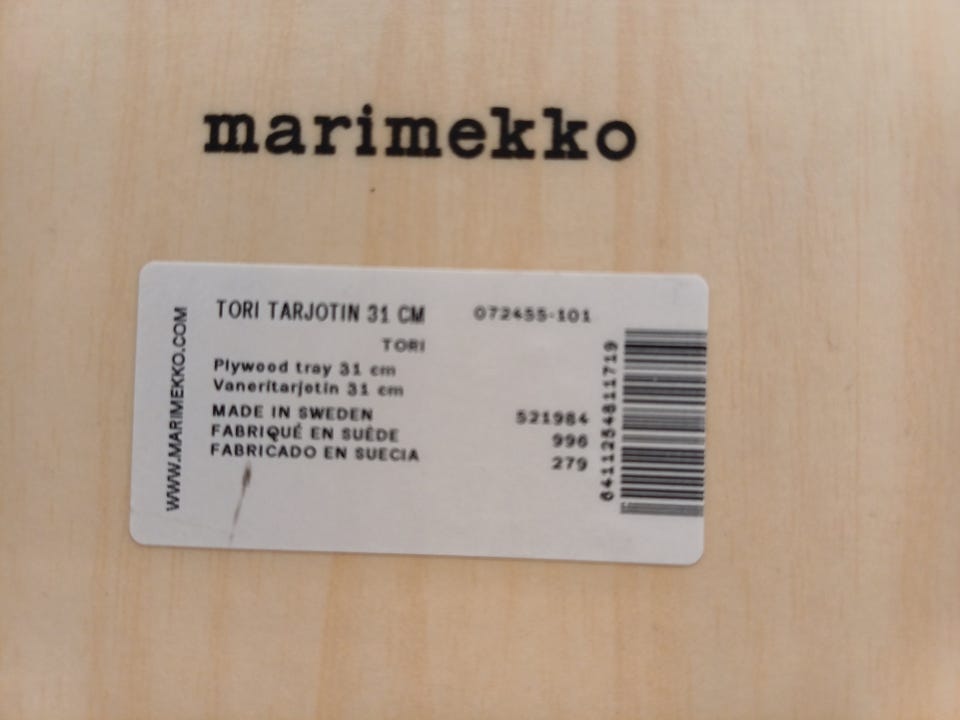 marimekko
WWW.MARIMEKKO.COM
TORI TARJOTIN 31 CM 072455-101
TORI
Plywood tray 31 cm
Vaneritarjotin 31 cm
MADE IN SWEDEN 521984
FABRIQUÉ EN SUÈDE 996
FABRICADO EN SUECIA 279